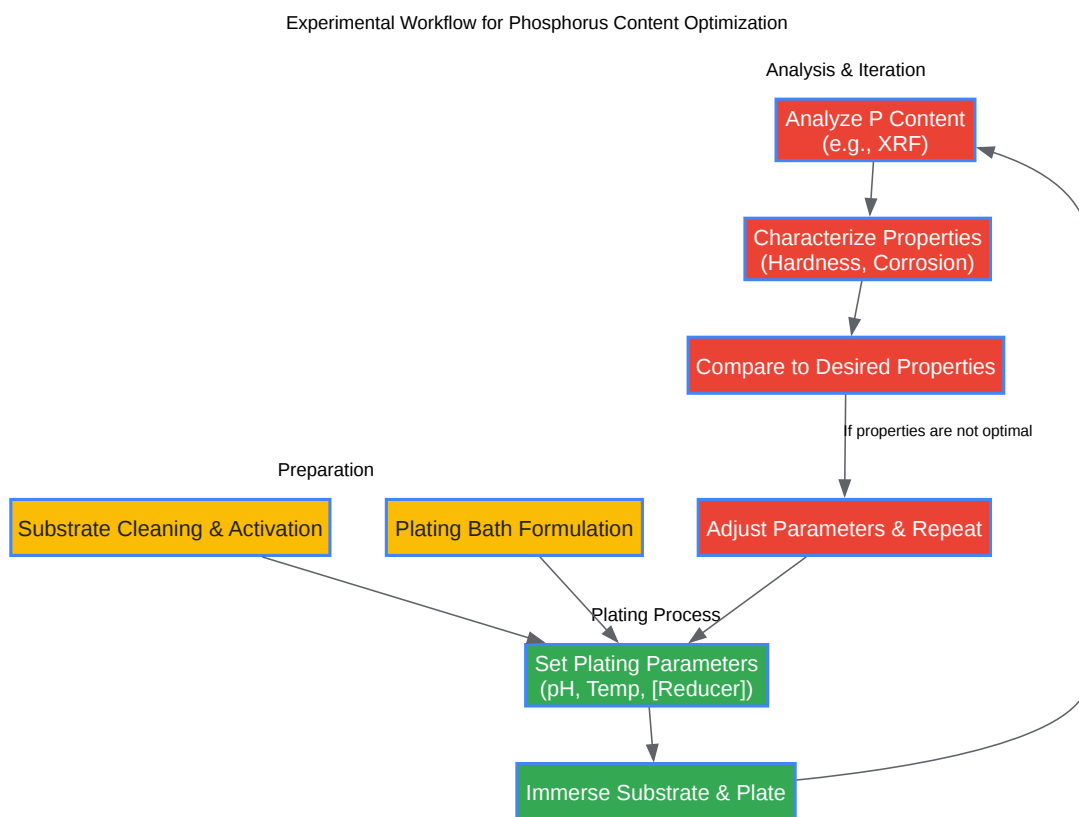 Experimental Workflow for Phosphorus Content Optimization
Analysis & Iteration
Analyze P Content
(e.g., XRF)
Characterize Properties
(Hardness, Corrosion)
Compare to Desired Properties
If properties are not optimal
Preparation
Substrate Cleaning & Activation
Plating Bath Formulation
Adjust Parameters & Repeat
Plating Process
Set Plating Parameters
(pH, Temp, [Reducer])
Immerse Substrate & Plate